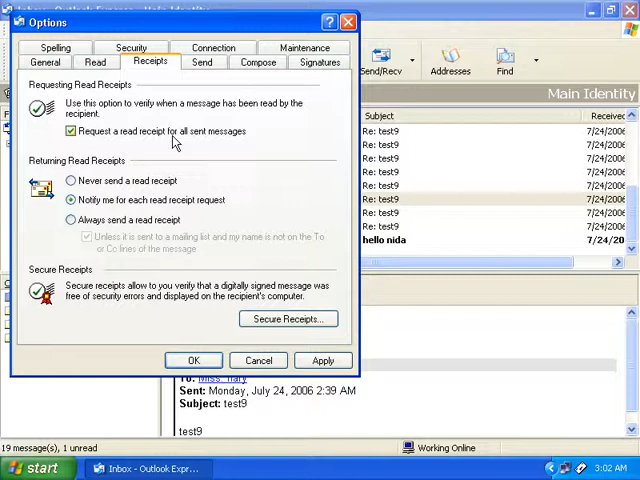 Inbox - Outlook Express - Main Identity
Options
Spelling Security Connection Maintenance
General Read Receipts Send Compose Signatures
Requesting Read Receipts
Use this option to verify when a message has been read by the
recipient.
Request a read receipt for all sent messages
Returning Read Receipts
Never send a read receipt
Notify me for each read receipt request
Always send a read receipt
Unless it is sent to a mailing list and my name is not on the To
or Cc lines of the message
Secure Receipts
Secure receipts allow to you verify that a digitally signed message was
free of security errors and displayed on the recipient's computer.
Secure Receipts...
OK Cancel Apply
Send/Recv Addresses Find
Main Identity
Subject Received
Re: test9 7/24/2006
Re: test9 7/24/2006
Re: test9 7/24/2006
Re: test9 7/24/2006
Re: test9 7/24/2006
Re: test9 7/24/2006
Re: test9 7/24/2006
Re: test9 7/24/2006
hello nida 7/24/20
To:
Sent: Monday, July 24, 2006 2:39 AM
Subject: test9
test9
19 message(s), 1 unread Working Online
start Inbox - Outlook Expr... 3:02 AM